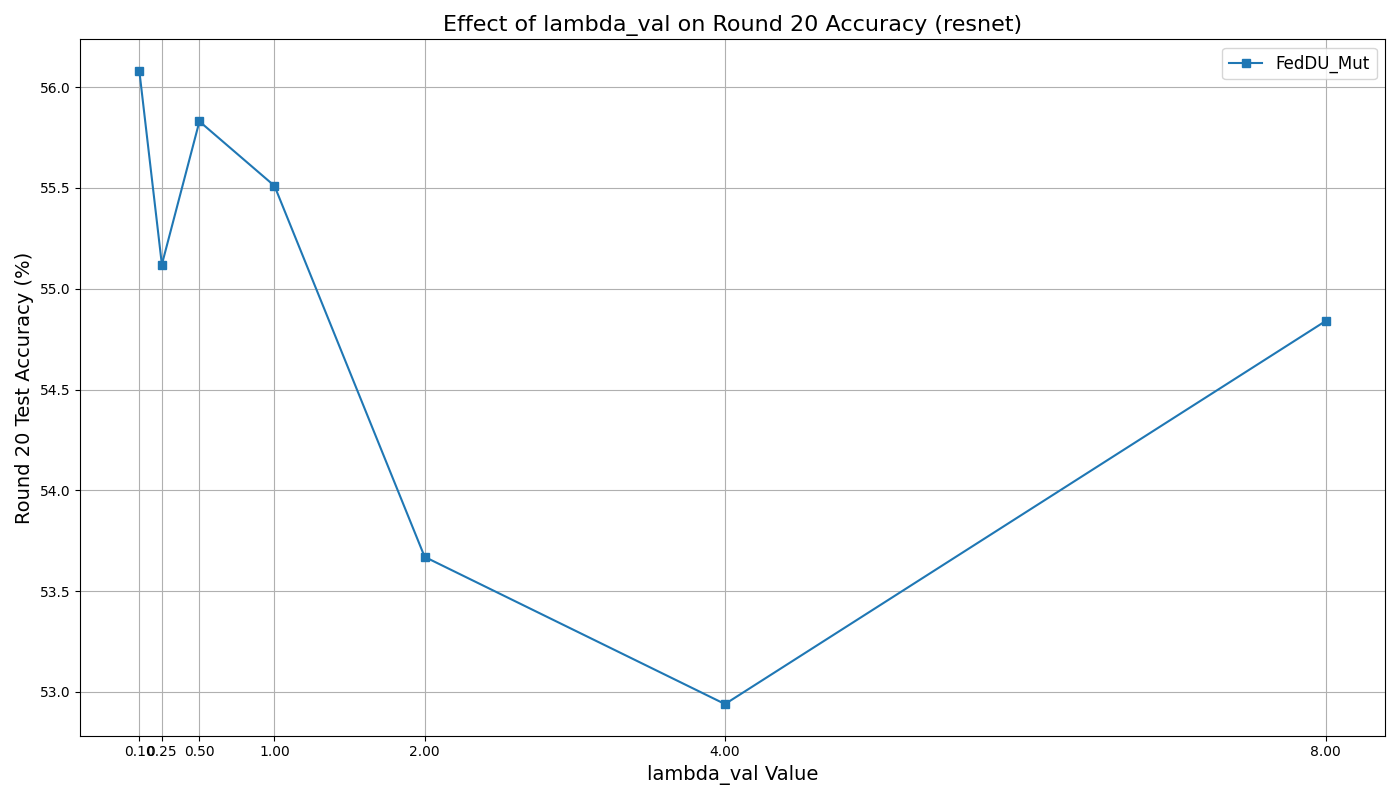 Effect of lambda_val on Round 20 Accuracy (resnet)
FedDU_Mut
Round 20 Test Accuracy (%)
56.0
55.5
55.0
54.5
54.0
53.5
53.0
0.10 0.25 0.50 1.00 2.00 4.00 8.00
lambda_val Value